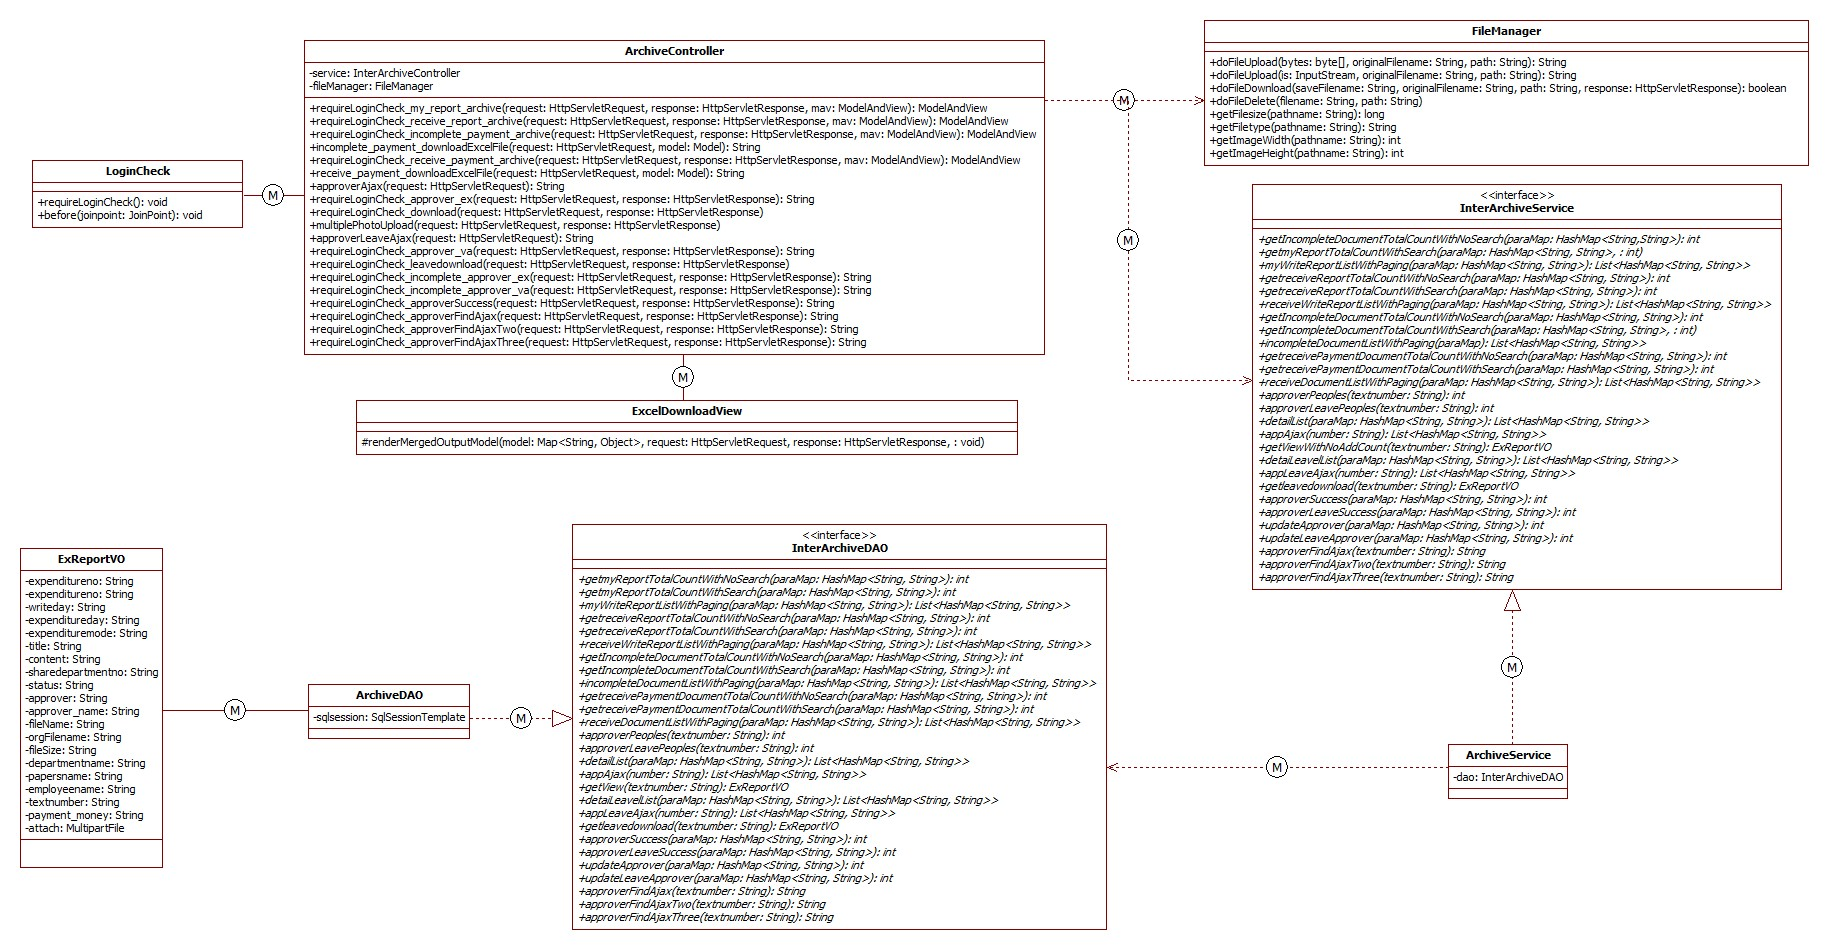 ArchiveController
-service: InterArchiveController
-fileManager: FileManager
+requireLoginCheck_my_report_archive(request: HttpServletRequest, response: HttpServletResponse, mav: ModelAndView): ModelAndView
+requireLoginCheck_receive_report_archive(request: HttpServletRequest, response: HttpServletResponse, mav: ModelAndView): ModelAndView
+requireLoginCheck_incomplete_payment_archive(request: HttpServletRequest, response: HttpServletResponse, mav: ModelAndView): ModelAndView
+incomplete_payment_downloadExcelFile(request: HttpServletRequest, model: Model): String
+requireLoginCheck_receive_payment_archive(request: HttpServletRequest, response: HttpServletResponse, mav: ModelAndView): ModelAndView
+receive_payment_downloadExcelFile(request: HttpServletRequest, model: Model): String
+approverAjax(request: HttpServletRequest): String
+requireLoginCheck_approver_ex(request: HttpServletRequest, response: HttpServletResponse): String
+requireLoginCheck_download(request: HttpServletRequest, response: HttpServletResponse)
+multiplePhotoUpload(request: HttpServletRequest, response: HttpServletResponse)
+approverLeaveAjax(request: HttpServletRequest): String
+requireLoginCheck_approver_va(request: HttpServletRequest, response: HttpServletResponse): String
+requireLoginCheck_leavedownload(request: HttpServletRequest, response: HttpServletResponse)
+requireLoginCheck_incomplete_approver_ex(request: HttpServletRequest, response: HttpServletResponse): String
+requireLoginCheck_incomplete_approver_va(request: HttpServletRequest, response: HttpServletResponse): String
+requireLoginCheck_approverSuccess(request: HttpServletRequest, response: HttpServletResponse): String
+requireLoginCheck_approverFindAjax(request: HttpServletRequest, response: HttpServletResponse): String
+requireLoginCheck_approverFindAjaxTwo(request: HttpServletRequest, response: HttpServletResponse): String
+requireLoginCheck_approverFindAjaxThree(request: HttpServletRequest, response: HttpServletResponse): String
M
FileManager
+doFileUpload(bytes: byte[], originalFilename: String, path: String): String
+doFileUpload(is: InputStream, originalFilename: String, path: String): String
+doFileDownload(saveFilename: String, originalFilename: String, path: String, response: HttpServletResponse): boolean
+doFileDelete(filename: String, path: String)
+getFilesize(pathname: String): long
+getFiletype(pathname: String): String
+getImageWidth(pathname: String): int
+getImageHeight(pathname: String): int
LoginCheck
+requireLoginCheck(): void
+before(joinpoint: JoinPoint): void
M
M
<<interface>>
InterArchiveService
+getIncompleteDocumentTotalCountWithNoSearch(paraMap: HashMap<String,String>): int
+getmyReportTotalCountWithSearch(paraMap: HashMap<String, String>, : int)
+myWriteReportListWithPaging(paraMap: HashMap<String, String>): List<HashMap<String, String>>
+getreceiveReportTotalCountWithNoSearch(paraMap: HashMap<String, String>): int
+getreceiveReportTotalCountWithSearch(paraMap: HashMap<String, String>): int
+receiveWriteReportListWithPaging(paraMap: HashMap<String, String>): List<HashMap<String, String>>
+getIncompleteDocumentTotalCountWithNoSearch(paraMap: HashMap<String, String>): int
+getIncompleteDocumentTotalCountWithSearch(paraMap: HashMap<String, String>, : int)
+incompleteDocumentListWithPaging(paraMap): List<HashMap<String, String>>
+getreceivePaymentDocumentTotalCountWithNoSearch(paraMap: HashMap<String, String>): int
+getreceivePaymentDocumentTotalCountWithSearch(paraMap: HashMap<String, String>): int
+receiveDocumentListWithPaging(paraMap: HashMap<String, String>): List<HashMap<String, String>>
+approverPeoples(textnumber: String): int
+approverLeavePeoples(textnumber: String): int
+detailList(paraMap: HashMap<String, String>): List<HashMap<String, String>>
+appAjax(number: String): List<HashMap<String, String>>
+getViewWithNoAddCount(textnumber: String): ExReportVO
+detaiLeavelList(paraMap: HashMap<String, String>): List<HashMap<String, String>>
+appLeaveAjax(number: String): List<HashMap<String, String>>
+getleavedownload(textnumber: String): ExReportVO
+approverSuccess(paraMap: HashMap<String, String>): int
+approverLeaveSuccess(paraMap: HashMap<String, String>): int
+updateApprover(paraMap: HashMap<String, String>): int
+updateLeaveApprover(paraMap: HashMap<String, String>): int
+approverFindAjax(textnumber: String): String
+approverFindAjaxTwo(textnumber: String): String
+approverFindAjaxThree(textnumber: String): String
M
ExcelDownloadView
#renderMergedOutputModel(model: Map<String, Object>, request: HttpServletRequest, response: HttpServletResponse, : void)
ExReportVO
-expenditureno: String
-expenditureno: String
-writeday: String
-expenditureday: String
-expendituremode: String
-title: String
-content: String
-sharedepartmentno: String
-status: String
-approver: String
-approver_name: String
-fileName: String
-orgFilename: String
-fileSize: String
-departmentname: String
-papersname: String
-employeename: String
-textnumber: String
-payment_money: String
-attach: MultipartFile
M
ArchiveDAO
-sqlsession: SqlSessionTemplate
M
<<interface>>
InterArchiveDAO
+getmyReportTotalCountWithNoSearch(paraMap: HashMap<String, String>): int
+getmyReportTotalCountWithSearch(paraMap: HashMap<String, String>): int
+myWriteReportListWithPaging(paraMap: HashMap<String, String>): List<HashMap<String, String>>
+getreceiveReportTotalCountWithNoSearch(paraMap: HashMap<String, String>): int
+getreceiveReportTotalCountWithSearch(paraMap: HashMap<String, String>): int
+receiveWriteReportListWithPaging(paraMap: HashMap<String, String>): List<HashMap<String, String>>
+getIncompleteDocumentTotalCountWithNoSearch(paraMap: HashMap<String, String>): int
+getIncompleteDocumentTotalCountWithSearch(paraMap: HashMap<String, String>): int
+incompleteDocumentListWithPaging(paraMap: HashMap<String, String>): List<HashMap<String, String>>
+getreceivePaymentDocumentTotalCountWithNoSearch(paraMap: HashMap<String, String>): int
+getreceivePaymentDocumentTotalCountWithSearch(paraMap: HashMap<String, String>): int
+receiveDocumentListWithPaging(paraMap: HashMap<String, String>): List<HashMap<String, String>>
+approverPeoples(textnumber: String): int
+approverLeavePeoples(textnumber: String): int
+detailList(paraMap: HashMap<String, String>): List<HashMap<String, String>>
+appAjax(number: String): List<HashMap<String, String>>
+getView(textnumber: String): ExReportVO
+detaiLeavelList(paraMap: HashMap<String, String>): List<HashMap<String, String>>
+appLeaveAjax(number: String): List<HashMap<String, String>>
+getleavedownload(textnumber: String): ExReportVO
+approverSuccess(paraMap: HashMap<String, String>): int
+approverLeaveSuccess(paraMap: HashMap<String, String>): int
+updateApprover(paraMap: HashMap<String, String>): int
+updateLeaveApprover(paraMap: HashMap<String, String>): int
+approverFindAjax(textnumber: String): String
+approverFindAjaxTwo(textnumber: String): String
+approverFindAjaxThree(textnumber: String): String
M
M
ArchiveService
-dao: InterArchiveDAO